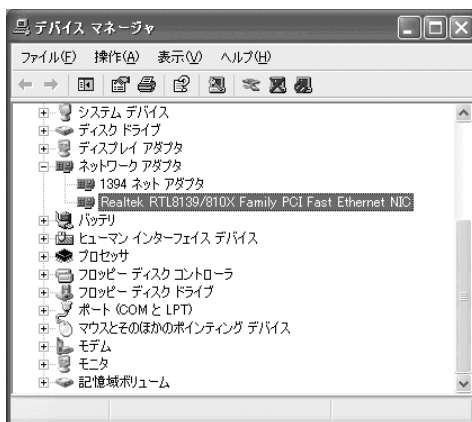 デバイス マネージャ
ファイル(F) 操作(A) 表示(V) ヘルプ(H)
システム デバイス
ディスク ドライブ
ディスプレイ アダプタ
ネットワーク アダプタ
1394 ネット アダプタ
Realtek RTL8139/810X Family PCI Fast Ethernet NIC
バッテリ
ヒューマン インターフェイス デバイス
プロセッサ
フロッピー ディスク コントローラ
フロッピー ディスク ドライブ
ポート (COM と LPT)
マウスとそのほかのポインティング デバイス
モデム
モニタ
記憶域ボリューム